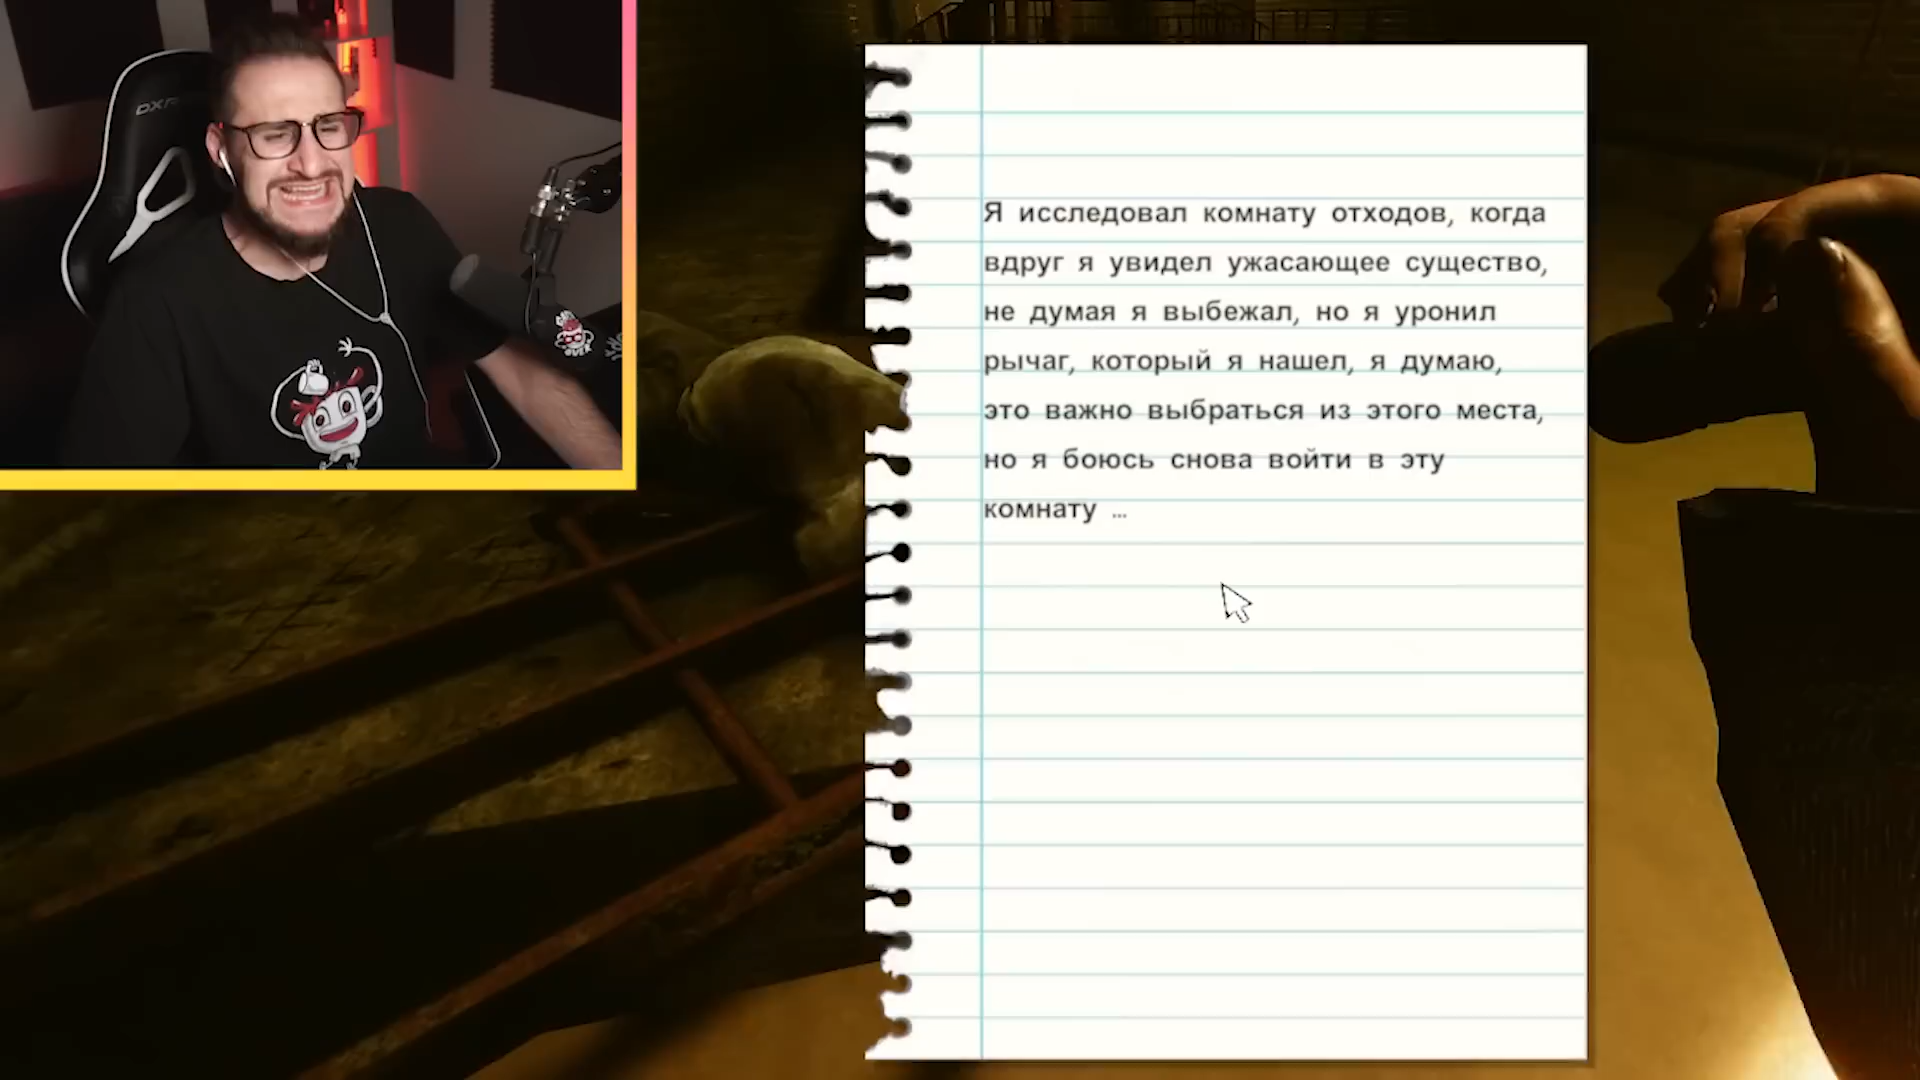 DXR
Я исследовал комнату отходов, когда
вдруг я увидел ужасающее существо,
не думая я выбежал, но я уронил
рычаг, который я нашел, я думаю,
это важно выбраться из этого места,
но я боюсь снова войти в эту
комнату ...